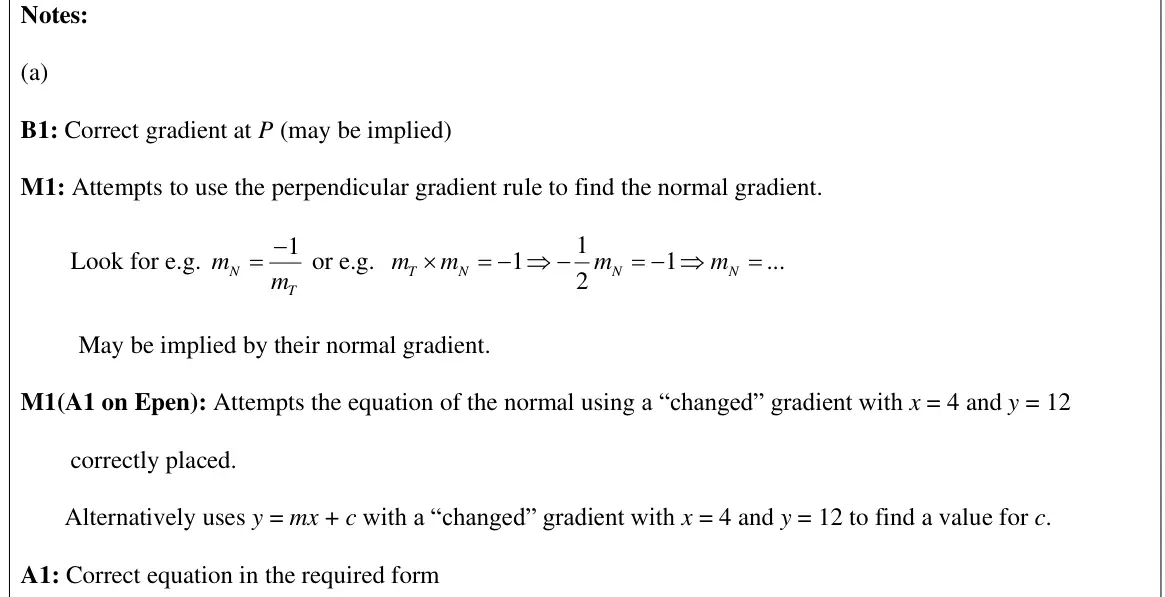 Notes:
(a)
B1: Correct gradient at P (may be implied)
M1: Attempts to use the perpendicular gradient rule to find the normal gradient.
Look for e.g. m_N = \frac{-1}{m_T} or e.g. m_T × m_N = −1 ⇒ −\frac{1}{2} m_N = −1 ⇒ m_N = ...
May be implied by their normal gradient.
M1(A1 on Epen): Attempts the equation of the normal using a “changed” gradient with x = 4 and y = 12
correctly placed.
Alternatively uses y = mx + c with a “changed” gradient with x = 4 and y = 12 to find a value for c.
A1: Correct equation in the required form